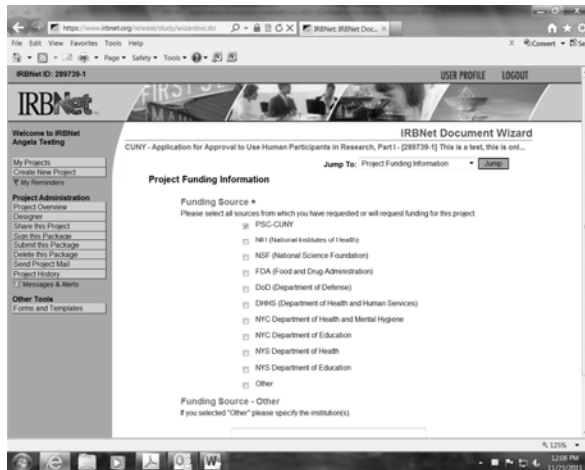 https://www.irbnet.org/release/study/wizarddoc.do
IRBNet: IRBNet Doc...
File Edit View Favorites Tools Help
Convert
Page Safety Tools
IRBNet ID: 289739-1
USER PROFILE LOGOUT
IRBNet
FIRST
Welcome to IRBNet
Angela Testing
IRBNet Document Wizard
CUNY - Application for Approval to Use Human Participants in Research, Part I - [289739-1] This is a test, this is onl...
Jump To: Project Funding Information Jump
My Projects
Create New Project
My Reminders
Project Administration
Project Overview
Designer
Share this Project
Sign this Package
Submit this Package
Delete this Package
Send Project Mail
Project History
Messages & Alerts
Other Tools
Forms and Templates
Project Funding Information
Funding Source *
Please select all sources from which you have requested or will request funding for this project.
PSC-CUNY
NIH (National Institutes of Health)
NSF (National Science Foundation)
FDA (Food and Drug Administration)
DoD (Department of Defense)
DHHS (Department of Health and Human Services)
NYC Department of Health and Mental Hygiene
NYC Department of Education
NYS Department of Health
NYS Department of Education
Other
Funding Source - Other
If you selected "Other" please specify the institution(s).
125%
12:08 PM